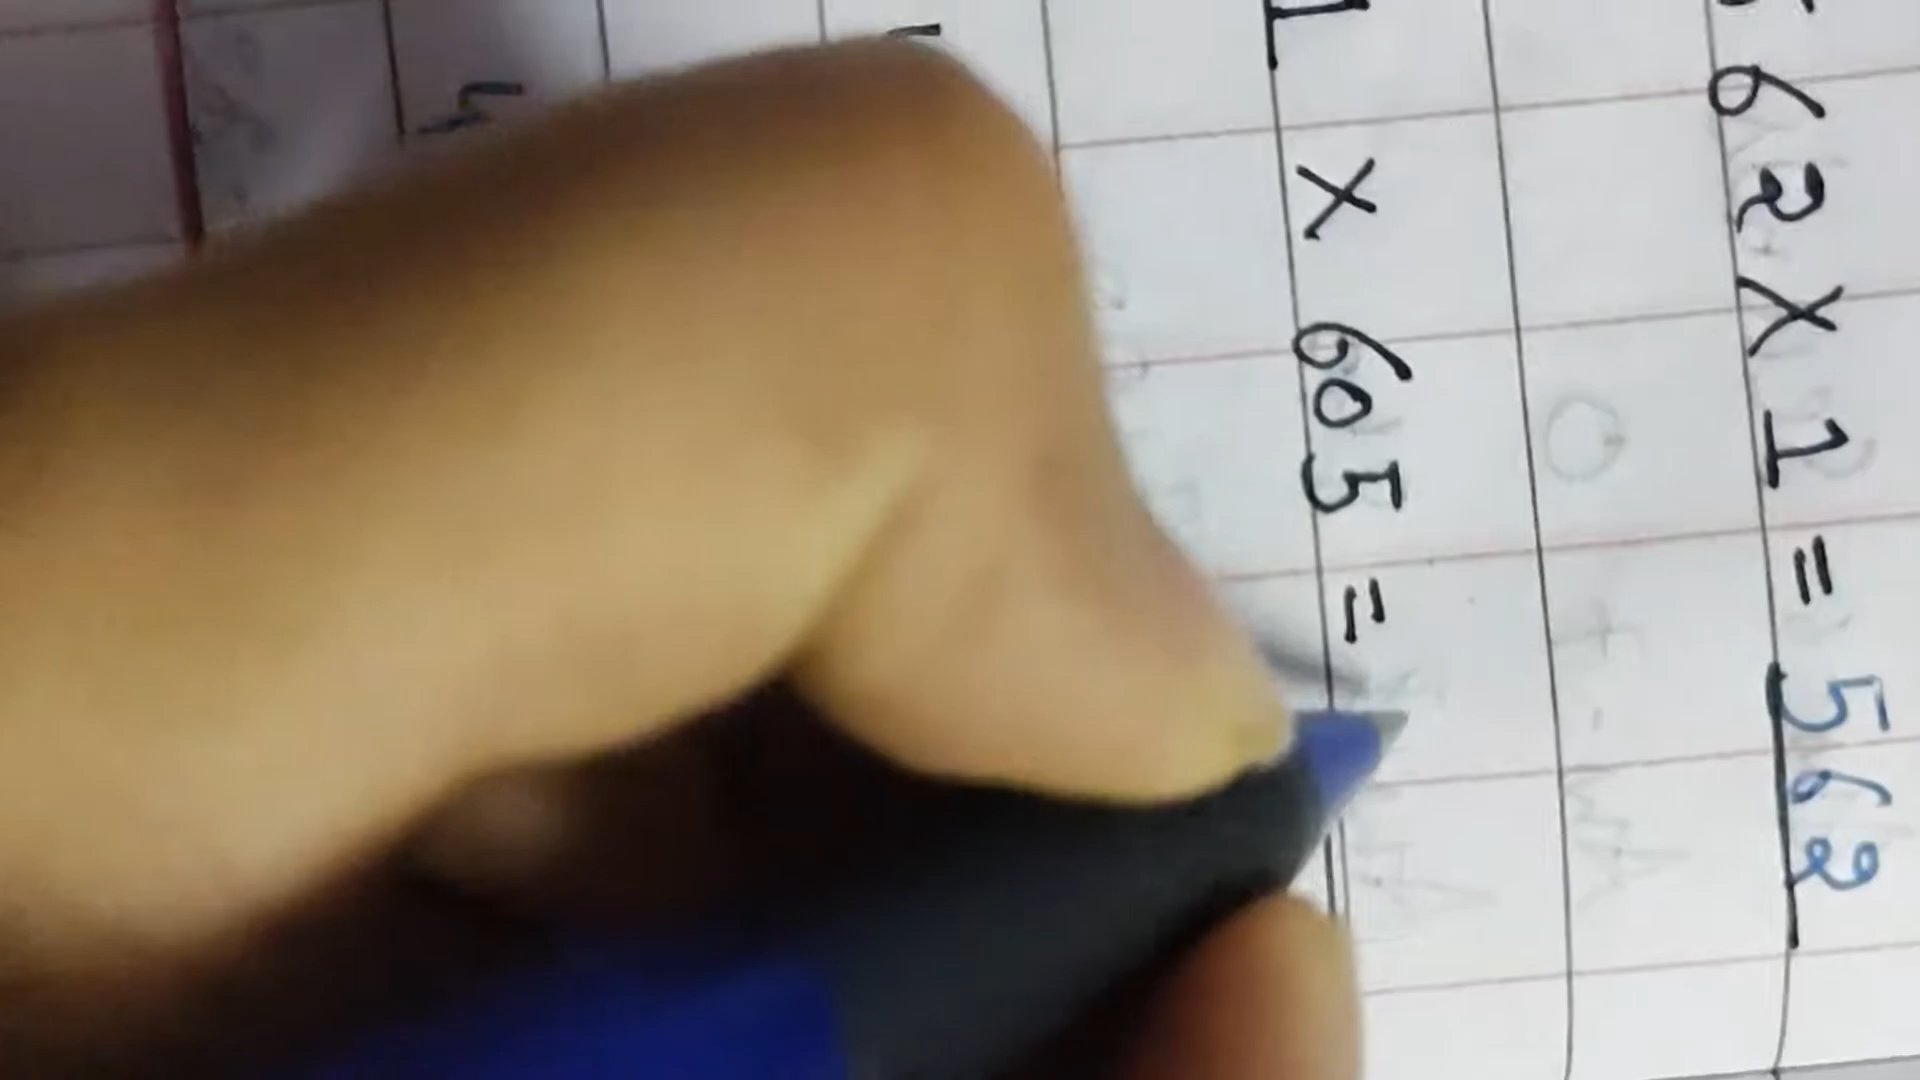 562 x 1 = 562
1 x 605 =